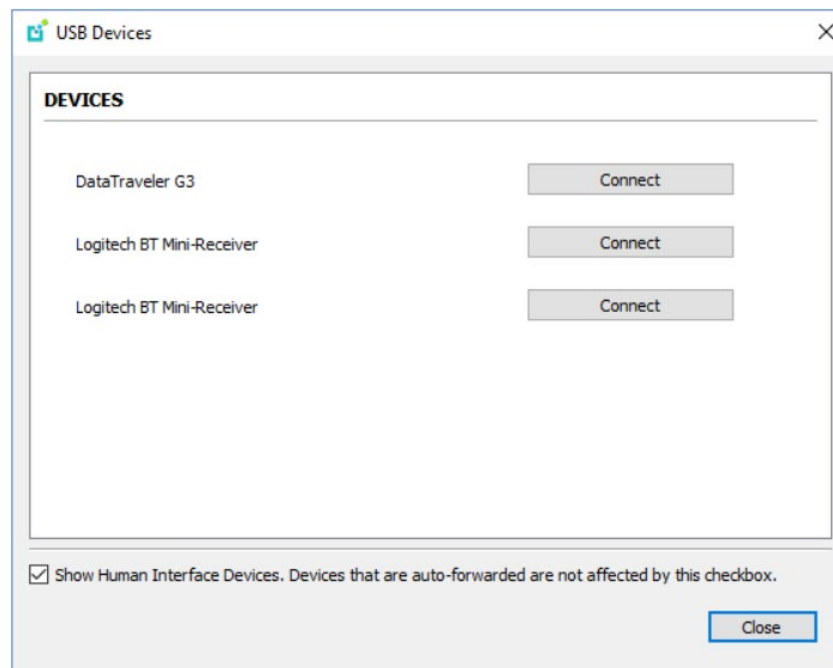 USB Devices
DEVICES
DataTraveler G3 Connect
Logitech BT Mini-Receiver Connect
Logitech BT Mini-Receiver Connect
Show Human Interface Devices. Devices that are auto-forwarded are not affected by this checkbox.
Close